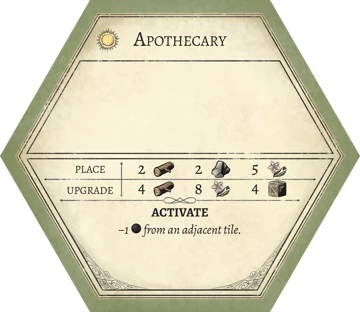 APOTHECARY
PLACE 2 2 5
UPGRADE 4 8 4
ACTIVATE
–1 from an adjacent tile.